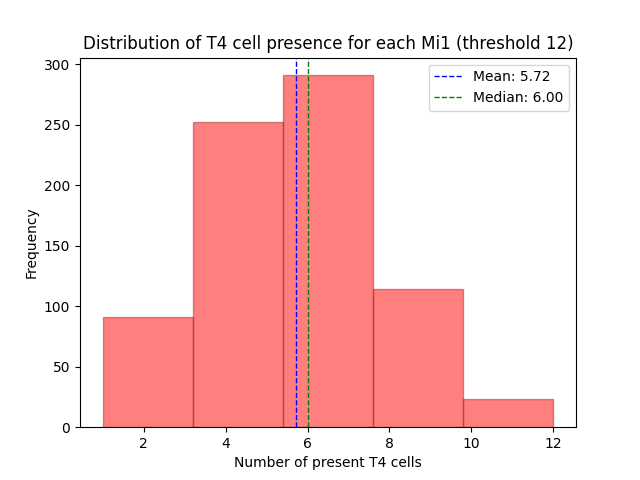 Distribution of T4 cell presence for each Mi1 (threshold 12)
Mean: 5.72
Median: 6.00
300
250
200
150
100
50
0
Frequency
2 4 6 8 10 12
Number of present T4 cells